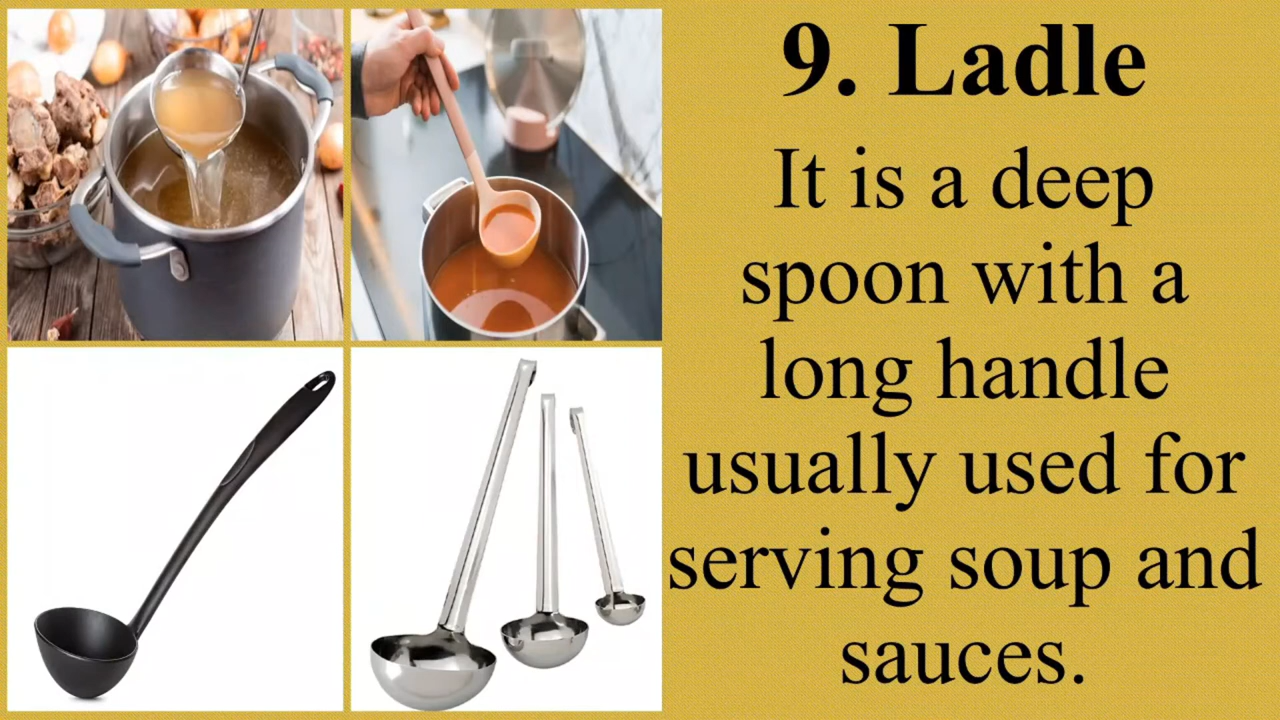 9. Ladle
It is a deep
spoon with a
long handle
usually used for
serving soup and
sauces.